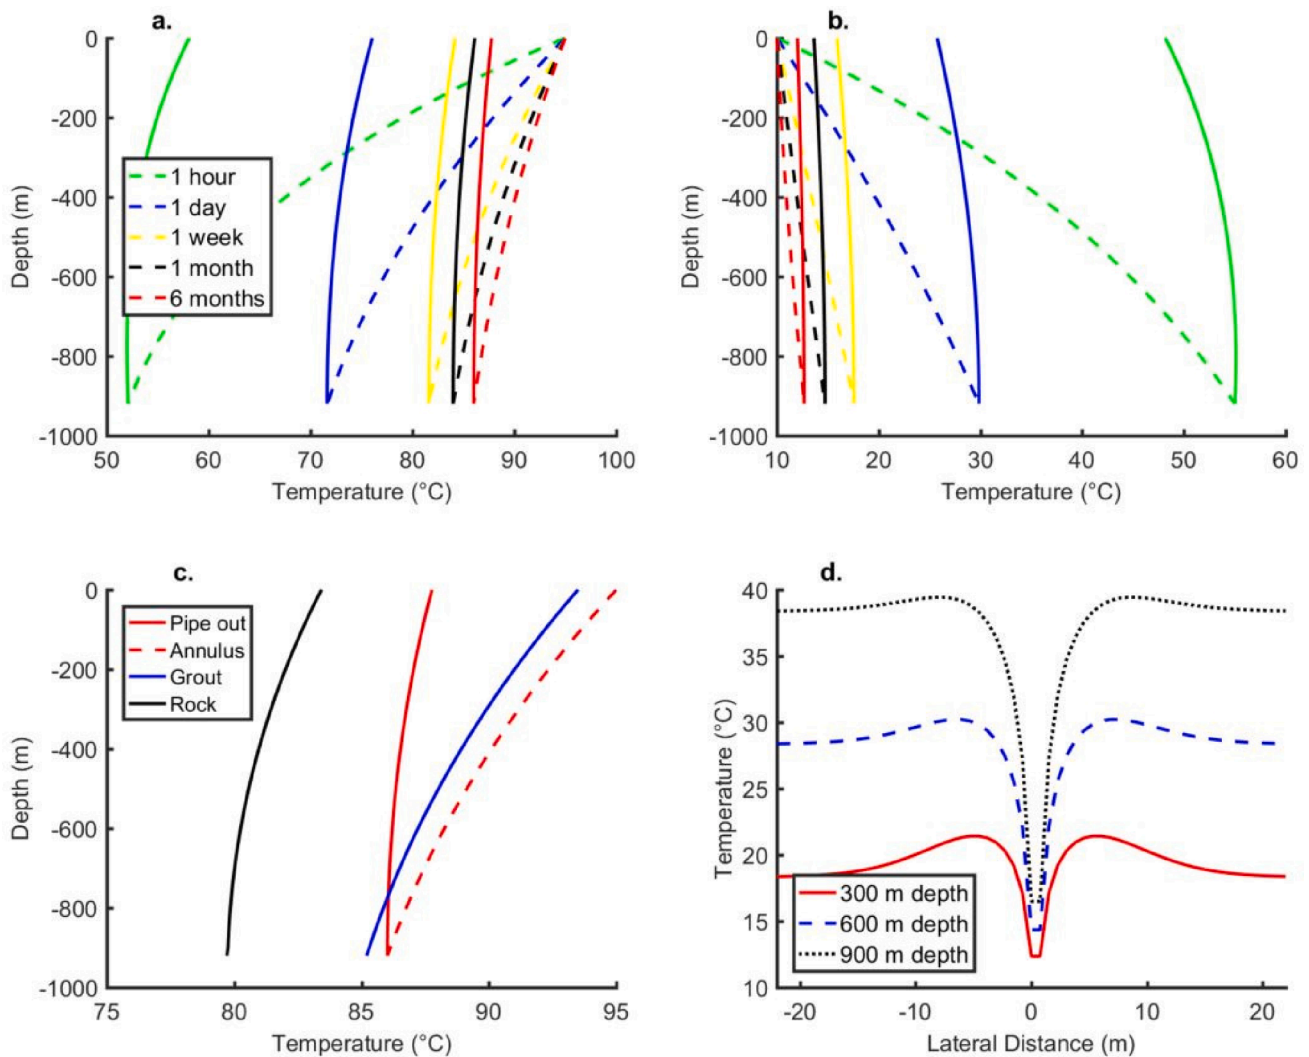 a.
0
-200
-400
-600
-800
-1000
Depth (m)
1 hour
1 day
1 week
1 month
6 months
50 60 70 80 90 100
Temperature (°C)
b.
0
-200
-400
-600
-800
-1000
Depth (m)
10 20 30 40 50 60
Temperature (°C)
c.
0
-200
-400
-600
-800
-1000
Depth (m)
Pipe out
Annulus
Grout
Rock
75 80 85 90 95
Temperature (°C)
d.
40
35
30
25
20
15
10
Temperature (°C)
300 m depth
600 m depth
900 m depth
-20 -10 0 10 20
Lateral Distance (m)